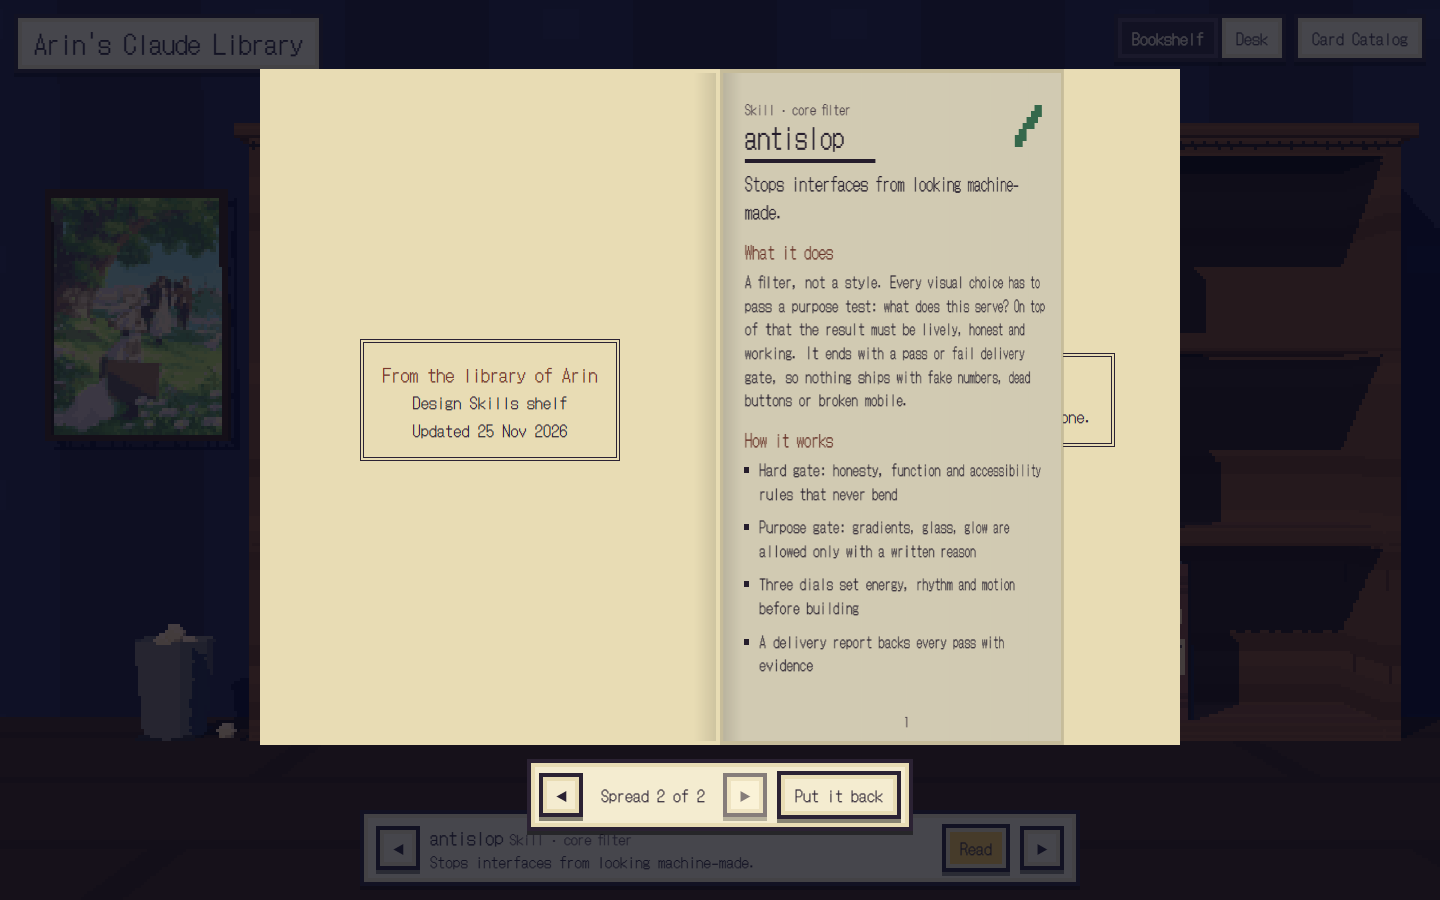 Arin's Claude Library
Bookshelf
Desk
Card Catalog
From the library of Arin
Design Skills shelf
Updated 25 Nov 2026
Skill · core filter
antislop
Stops interfaces from looking machine-
made.
What it does
A filter, not a style. Every visual choice has to
pass a purpose test: what does this serve? On top
of that the result must be lively, honest and
working. It ends with a pass or fail delivery
gate, so nothing ships with fake numbers, dead
buttons or broken mobile.
How it works
Hard gate: honesty, function and accessibility
rules that never bend
Purpose gate: gradients, glass, glow are
allowed only with a written reason
Three dials set energy, rhythm and motion
before building
A delivery report backs every pass with
evidence
1
Spread 2 of 2
Put it back
antislop Skill · core filter
Stops interfaces from looking machine-made.
Read